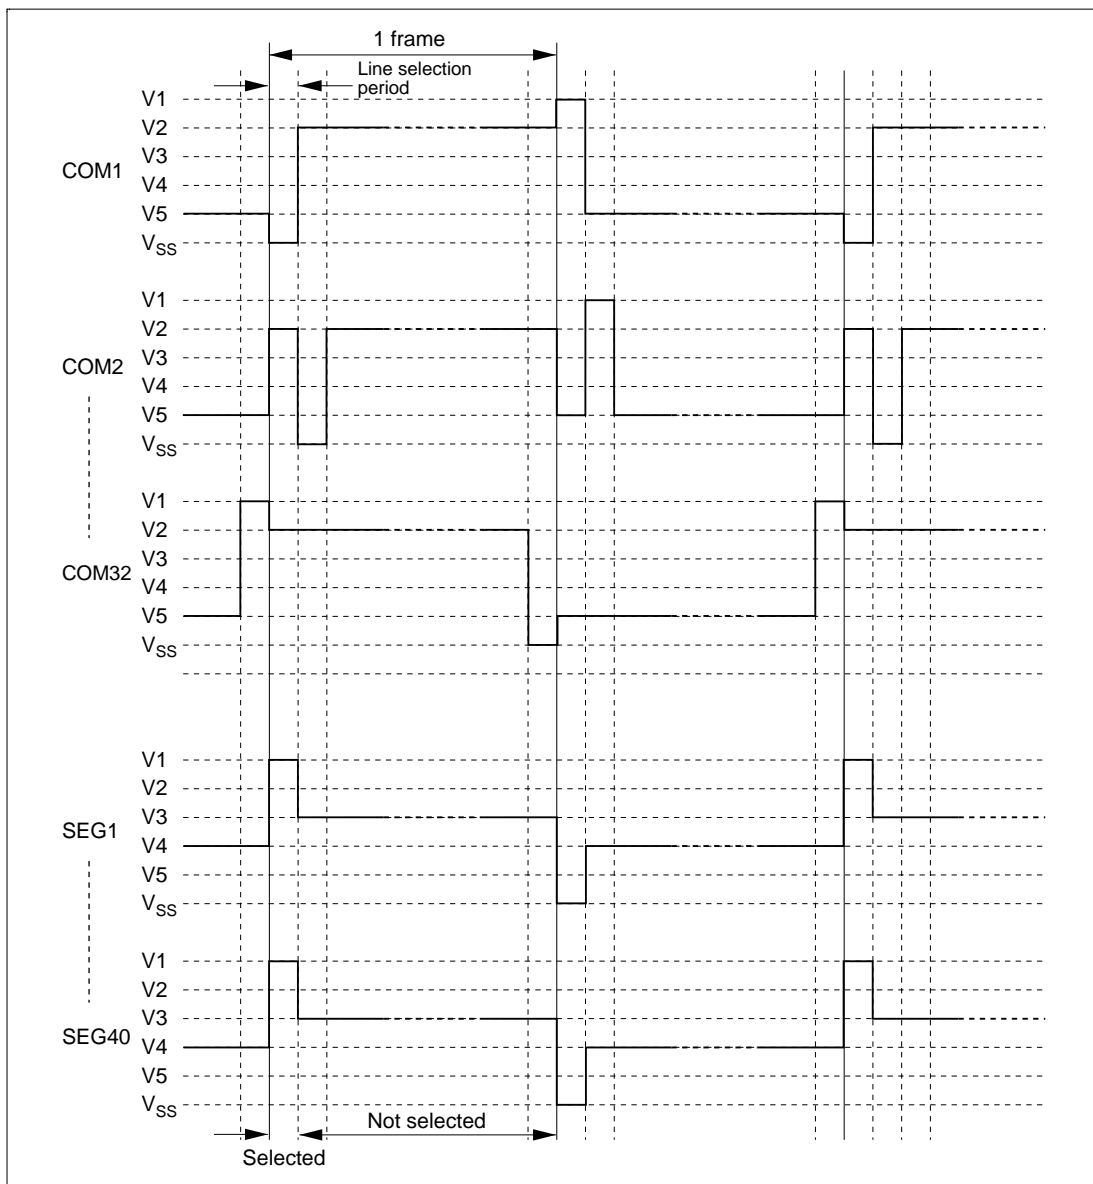 1 frame
Line selection
period
V1
V2
V3
COM1
V4
V5
VSS
V1
V2
V3
COM2
V4
V5
VSS
V1
V2
V3
COM32
V4
V5
VSS
V1
V2
V3
SEG1
V4
V5
VSS
V1
V2
V3
SEG40
V4
V5
VSS
Not selected
Selected